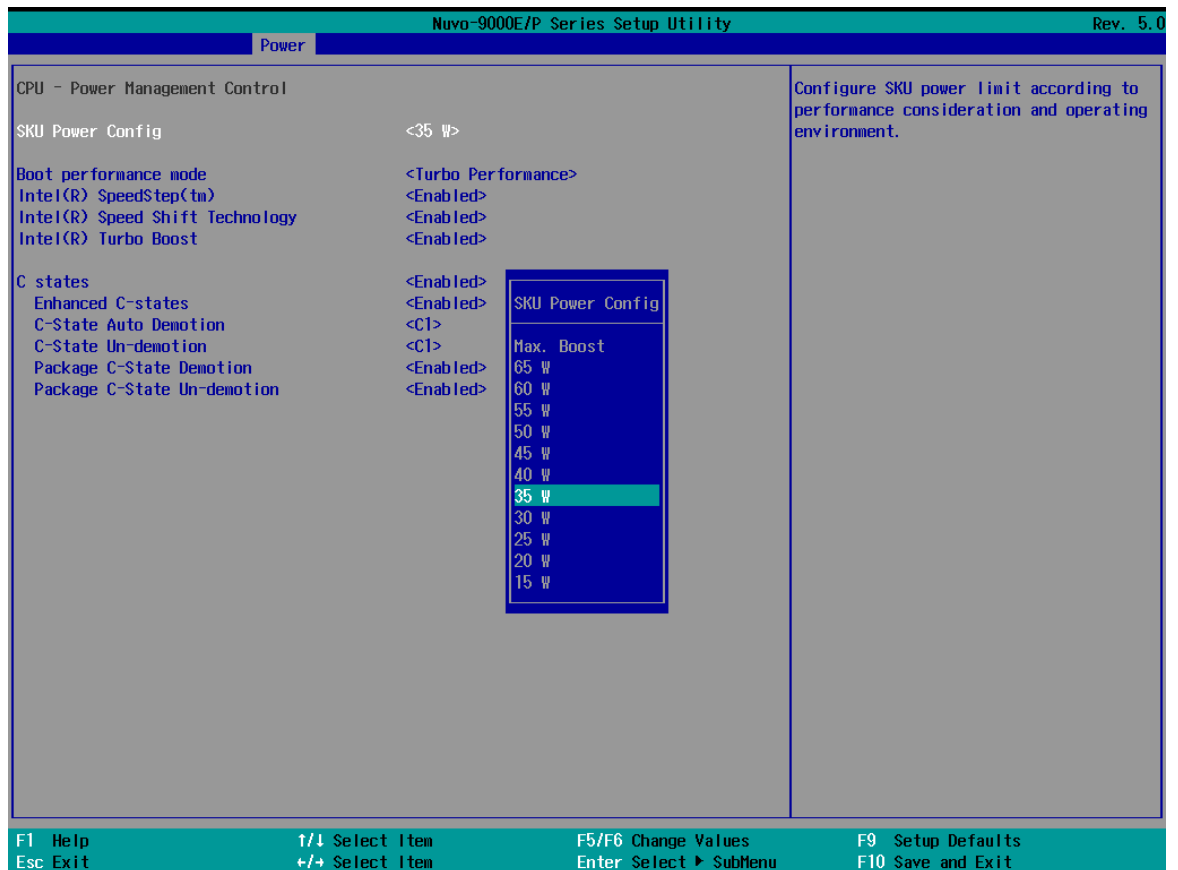 Nuvo-9000E/P Series Setup Utility Rev. 5.0
Power
CPU - Power Management Control
SKU Power Config <35 W>
Boot performance mode <Turbo Performance>
Intel(R) SpeedStep(tm) <Enabled>
Intel(R) Speed Shift Technology <Enabled>
Intel(R) Turbo Boost <Enabled>
C states <Enabled>
Enhanced C-states <Enabled>
C-State Auto Demotion <C1>
C-State Un-demotion <C1>
Package C-State Demotion <Enabled>
Package C-State Un-demotion <Enabled>
SKU Power Config
Max. Boost
65 W
60 W
55 W
50 W
45 W
40 W
35 W
30 W
25 W
20 W
15 W
Configure SKU power limit according to
performance consideration and operating
environment.
F1 Help ↑/↓ Select Item F5/F6 Change Values F9 Setup Defaults
Esc Exit ←/→ Select Item Enter Select ▶ SubMenu F10 Save and Exit